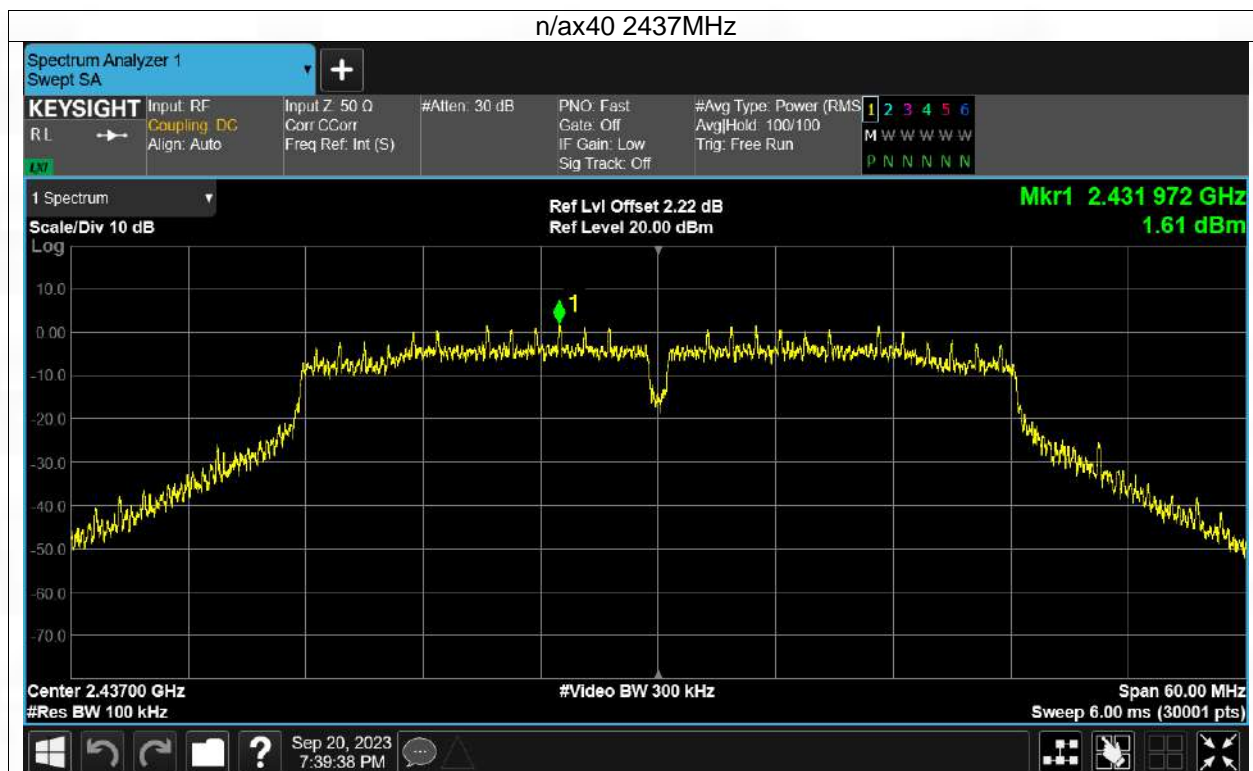 n/ax40 2437MHz
Spectrum Analyzer 1
Swept SA
KEYSIGHT
RL
LXI
Input: RF
Coupling: DC
Align: Auto
Input Z: 50 Ω
Corr CCorr
Freq Ref: Int (S)
#Atten: 30 dB
PNO: Fast
Gate: Off
IF Gain: Low
Sig Track: Off
#Avg Type: Power (RMS
Avg|Hold: 100/100
Trig: Free Run
1 2 3 4 5 6
M W W W W W
P N N N N N
1 Spectrum
Scale/Div 10 dB
Log
Ref Lvl Offset 2.22 dB
Ref Level 20.00 dBm
Mkr1 2.431 972 GHz
1.61 dBm
10.0
0.00
-10.0
-20.0
-30.0
-40.0
-50.0
-60.0
-70.0
1
Center 2.43700 GHz
#Res BW 100 kHz
#Video BW 300 kHz
Span 60.00 MHz
Sweep 6.00 ms (30001 pts)
?
Sep 20, 2023
7:39:38 PM